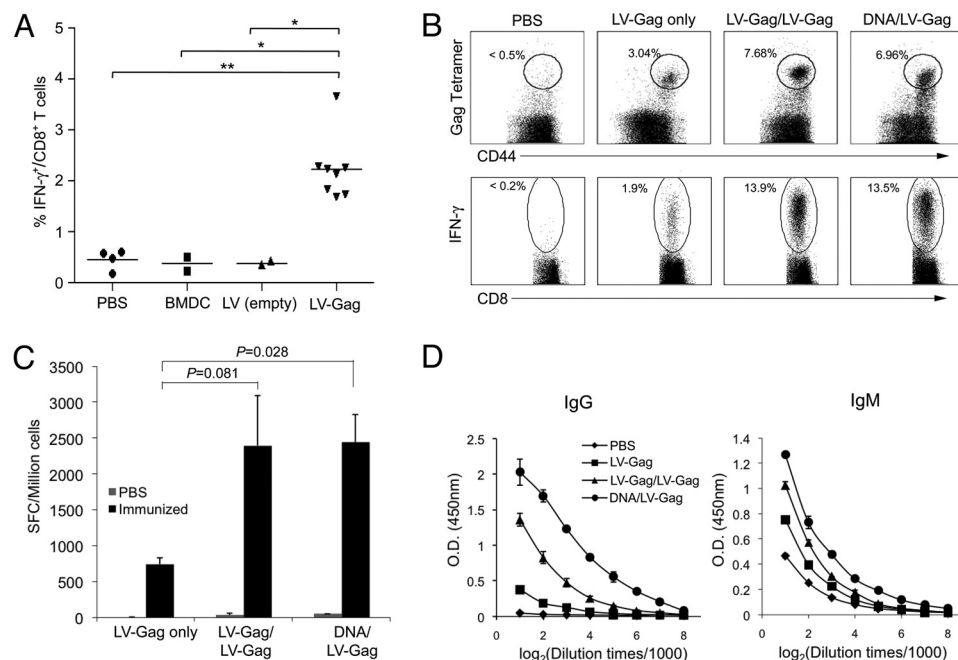 A
*
*
**
% IFN-γ⁺/CD8⁺ T cells
5
4
3
2
1
0
PBS
BMDC
LV (empty)
LV-Gag
B
PBS
LV-Gag only
LV-Gag/LV-Gag
DNA/LV-Gag
Gag Tetramer
< 0.5%
3.04%
7.68%
6.96%
CD44
IFN-γ
< 0.2%
1.9%
13.9%
13.5%
CD8
C
P=0.028
P=0.081
SFC/Million cells
3500
3000
2500
2000
1500
1000
500
0
PBS
Immunized
LV-Gag only
LV-Gag/
LV-Gag
DNA/
LV-Gag
D
IgG
O.D. (450nm)
2.5
2
1.5
1
0.5
0
PBS
LV-Gag
LV-Gag/LV-Gag
DNA/LV-Gag
0
2
4
6
8
log₂(Dilution times/1000)
IgM
O.D. (450nm)
1.4
1.2
1
0.8
0.6
0.4
0.2
0
0
2
4
6
8
log₂(Dilution times/1000)